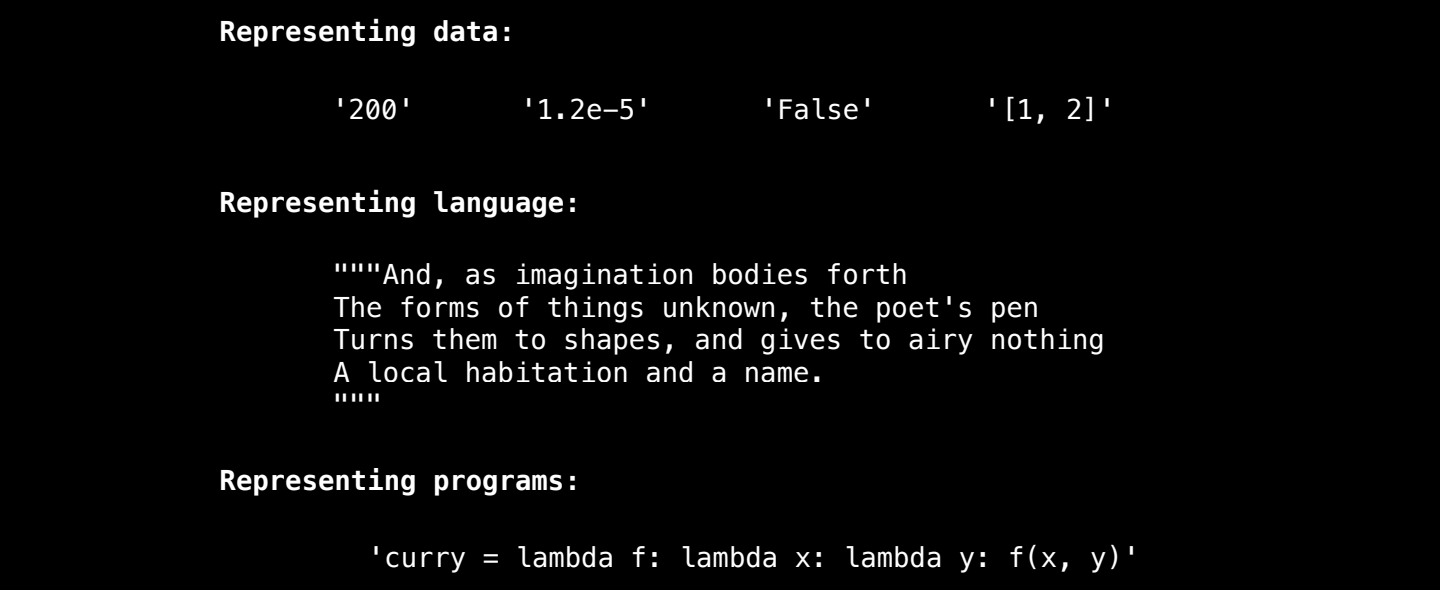 Representing data:
'200' '1.2e−5' 'False' '[1, 2]'
Representing language:
"""And, as imagination bodies forth
The forms of things unknown, the poet's pen
Turns them to shapes, and gives to airy nothing
A local habitation and a name.
"""
Representing programs:
'curry = lambda f: lambda x: lambda y: f(x, y)'